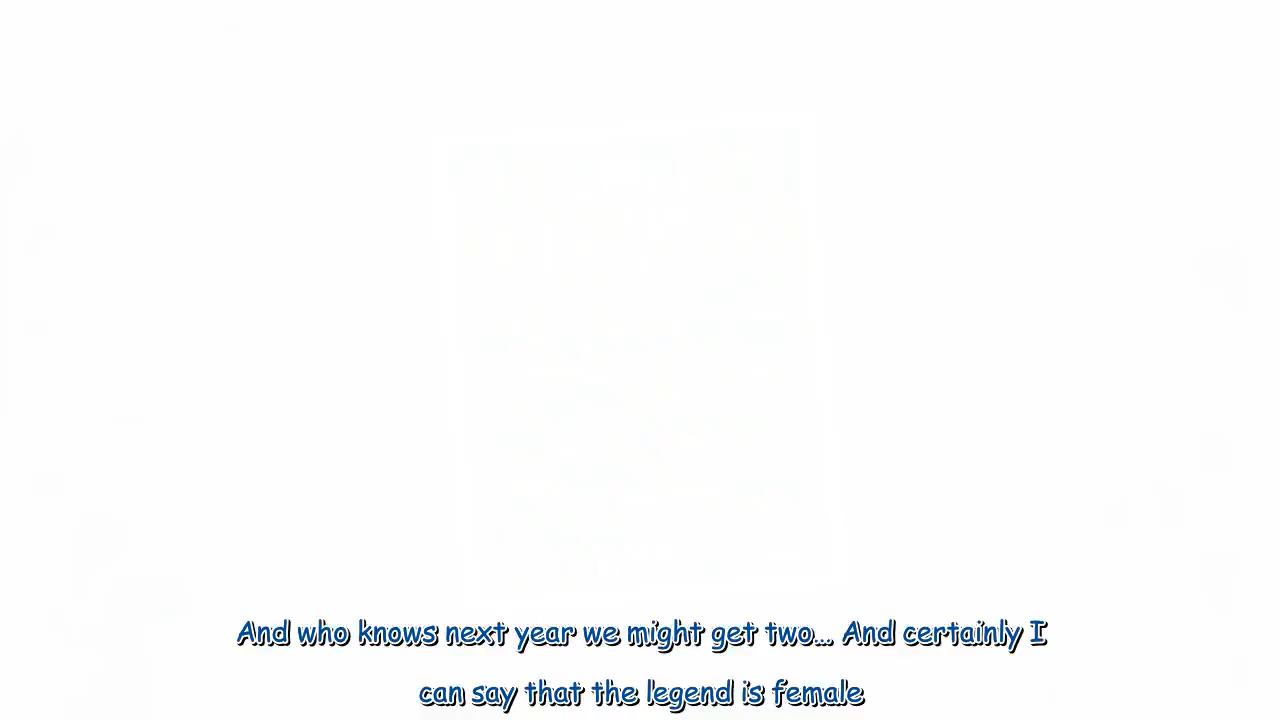 And who knows next year we might get two... And certainly I
can say that the legend is female